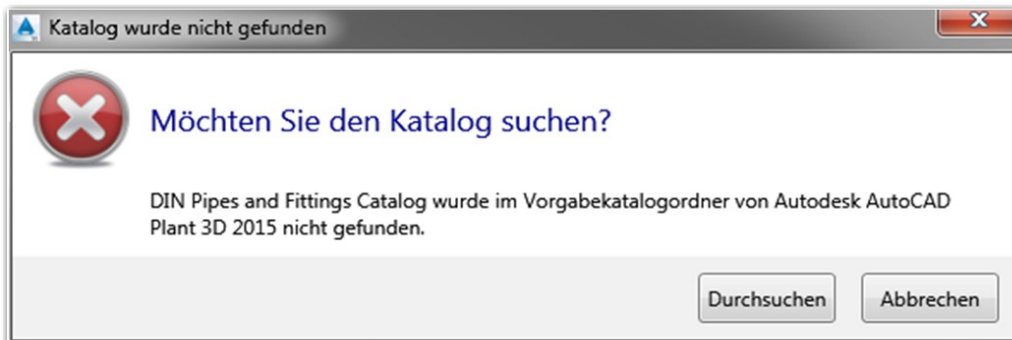 Katalog wurde nicht gefunden
Möchten Sie den Katalog suchen?
DIN Pipes and Fittings Catalog wurde im Vorgabekatalogordner von Autodesk AutoCAD
Plant 3D 2015 nicht gefunden.
Durchsuchen Abbrechen